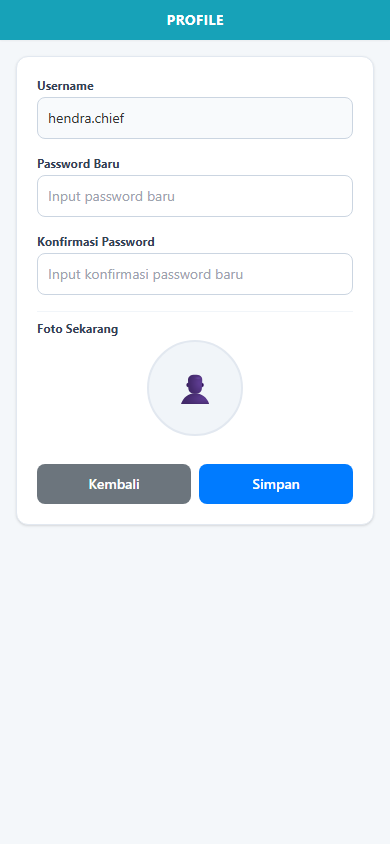 PROFILE
Username
hendra.chief
Password Baru
Input password baru
Konfirmasi Password
Input konfirmasi password baru
Foto Sekarang
Kembali
Simpan